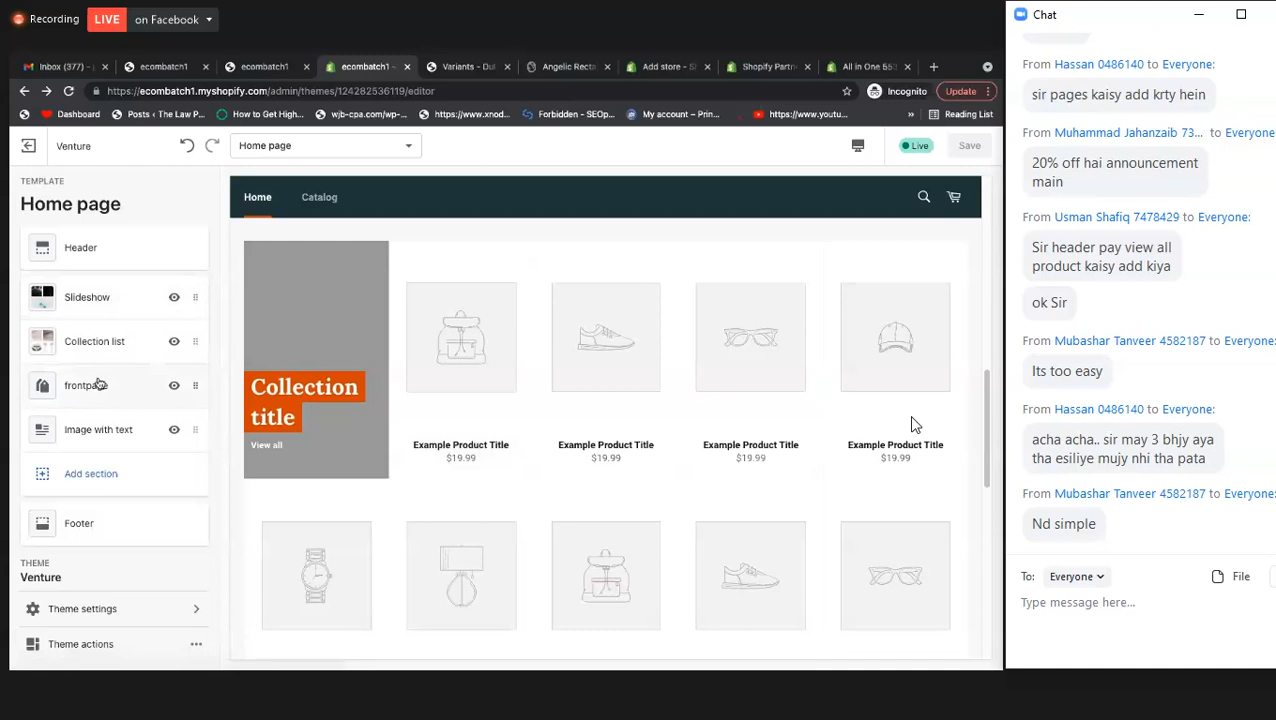 Recording
LIVE
on Facebook
Inbox (377) -
ecombatch1
ecombatch1
ecombatch1 -
Variants - Du
Angelic Recta
Add store - S
Shopify Partn
All in One 55
https://ecombatch1.myshopify.com/admin/themes/124282536119/editor
Incognito
Update
Dashboard
Posts ‹ The Law P...
How to Get High...
wjb-cpa.com/wp-...
https://www.xnod...
Forbidden - SEOp...
My account – Prin...
https://www.youtu...
Reading List
Venture
Home page
Live
Save
TEMPLATE
Home page
Header
Slideshow
Collection list
frontpage
Image with text
Add section
Footer
THEME
Venture
Theme settings
Theme actions
Home
Catalog
Collection
title
View all
Example Product Title
$19.99
Example Product Title
$19.99
Example Product Title
$19.99
Example Product Title
$19.99
Chat
From Hassan 0486140 to Everyone:
sir pages kaisy add krty hein
From Muhammad Jahanzaib 73... to Everyone
20% off hai announcement
main
From Usman Shafiq 7478429 to Everyone:
Sir header pay view all
product kaisy add kiya
ok Sir
From Mubashar Tanveer 4582187 to Everyone:
Its too easy
From Hassan 0486140 to Everyone:
acha acha.. sir may 3 bhjy aya
tha esiliye mujy nhi tha pata
From Mubashar Tanveer 4582187 to Everyone:
Nd simple
To: Everyone
File
Type message here...